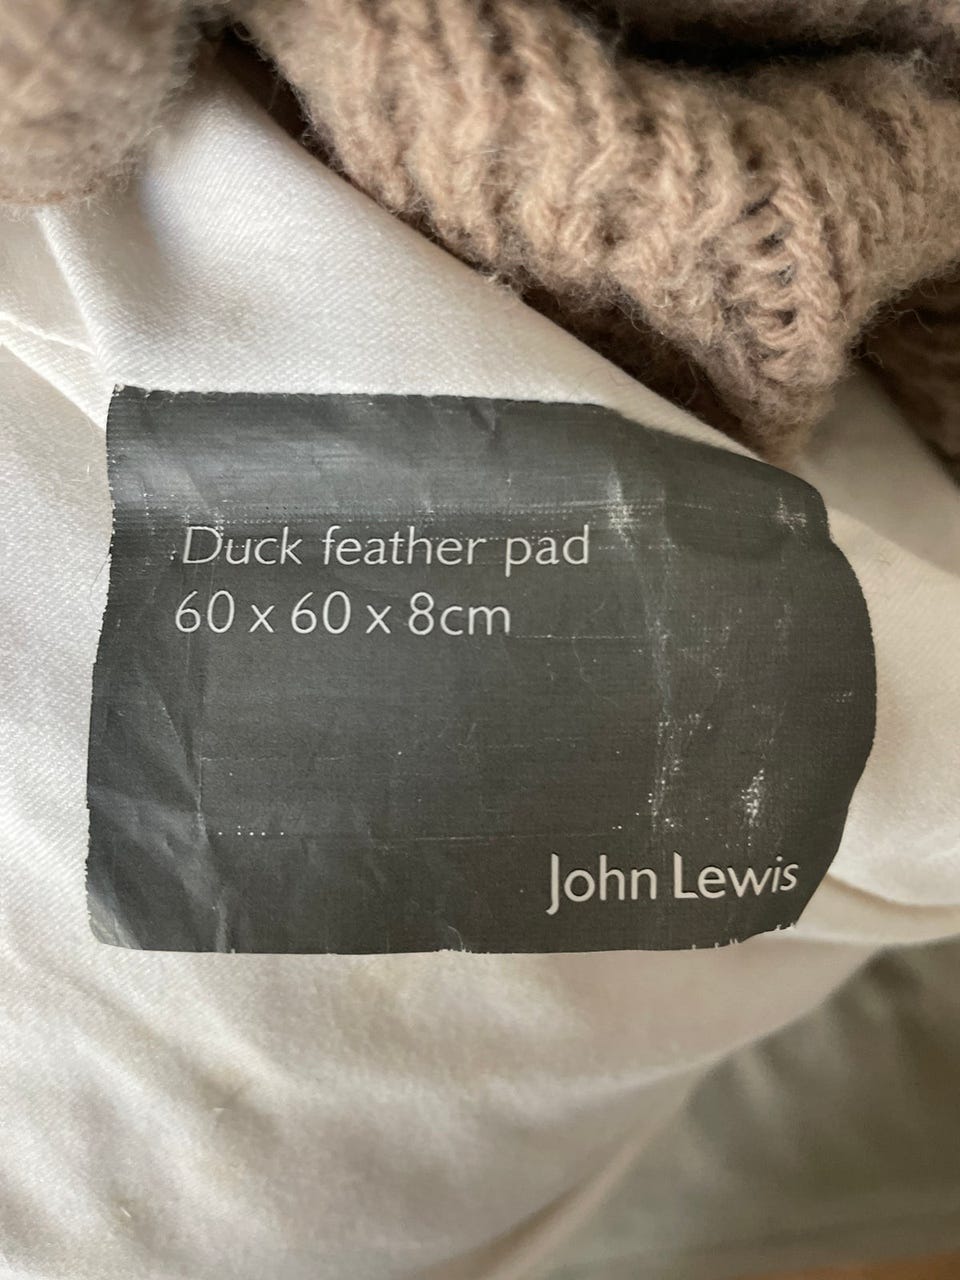 Duck feather pad
60 x 60 x 8cm
John Lewis